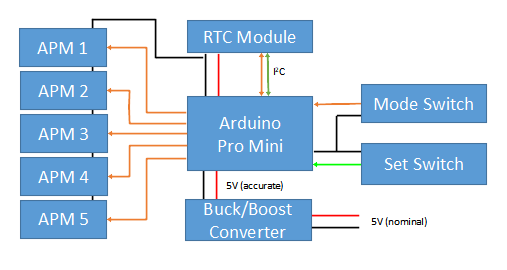 APM 1
APM 2
APM 3
APM 4
APM 5
RTC Module
I²C
Arduino
Pro Mini
Mode Switch
Set Switch
5V (accurate)
Buck/Boost
Converter
5V (nominal)